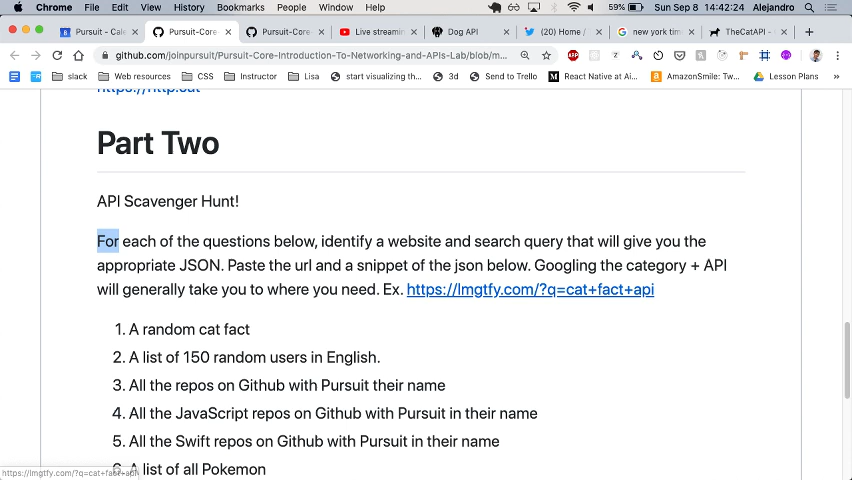 Chrome File Edit View History Bookmarks People Window Help 59% Sun Sep 8 14:42:24 Alejandro
Pursuit - Cale Pursuit-Core Pursuit-Core Live streamin Dog API (20) Home / new york tim TheCatAPI -
github.com/joinpursuit/Pursuit-Core-Introduction-To-Networking-and-APIs-Lab/blob/m...
slack Web resources CSS Instructor Lisa start visualizing th... 3d Send to Trello React Native at Ai... AmazonSmile: Tw... Lesson Plans
https://http.cat
Part Two
API Scavenger Hunt!
For each of the questions below, identify a website and search query that will give you the
appropriate JSON. Paste the url and a snippet of the json below. Googling the category + API
will generally take you to where you need. Ex. https://lmgtfy.com/?q=cat+fact+api
1. A random cat fact
2. A list of 150 random users in English.
3. All the repos on Github with Pursuit their name
4. All the JavaScript repos on Github with Pursuit in their name
5. All the Swift repos on Github with Pursuit in their name
6. A list of all Pokemon
https://lmgtfy.com/?q=cat+fact+api